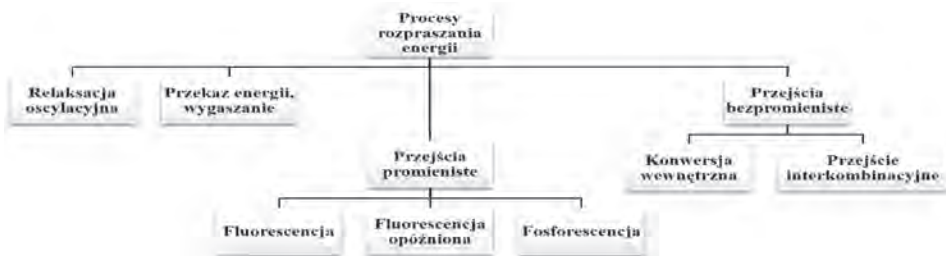 Procesy
rozpraszania
energii
Relaksacja
oscylacyjna
Przekaz energii,
wygaszanie
Przejścia
bezpromieniste
Przejścia
promieniste
Konwersja
wewnętrzna
Przejście
interkombinacyjne
Fluorescencja
Fluorescencja
opóźniona
Fosforescencja